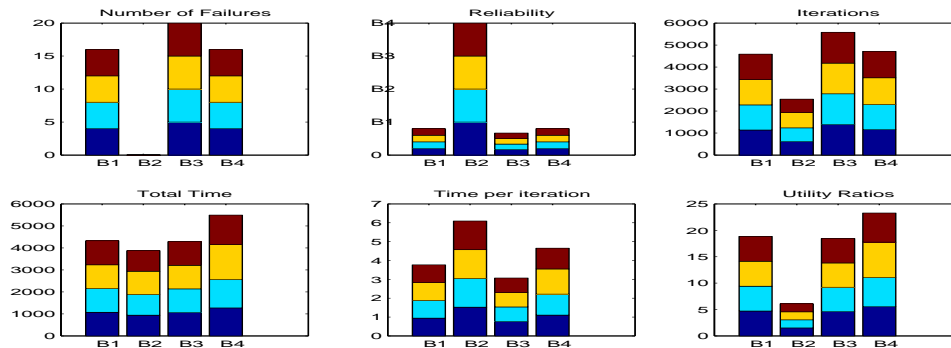 Number of Failures
20
15
10
5
0
B1 B2 B3 B4
Reliability
B4
B3
B2
B1
0
B1 B2 B3 B4
Iterations
6000
5000
4000
3000
2000
1000
0
B1 B2 B3 B4
Total Time
6000
5000
4000
3000
2000
1000
0
B1 B2 B3 B4
Time per iteration
7
6
5
4
3
2
1
0
B1 B2 B3 B4
Utility Ratios
25
20
15
10
5
0
B1 B2 B3 B4